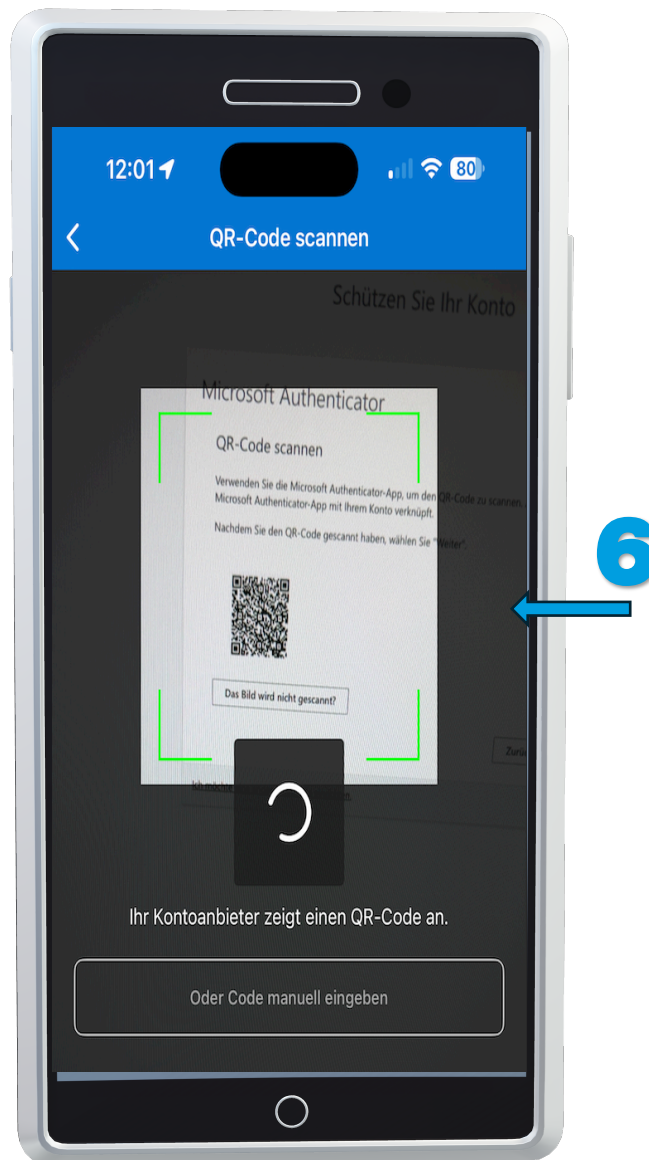 12:01
80
QR-Code scannen
Schützen Sie Ihr Konto
Microsoft Authenticator
QR-Code scannen
Verwenden Sie die Microsoft Authenticator-App, um den QR-Code zu scannen.
Microsoft Authenticator-App mit Ihrem Konto verknüpft.
Nachdem Sie den QR-Code gescannt haben, wählen Sie "Weiter".
6
Das Bild wird nicht gescannt?
Ich möchte
Ihr Kontoanbieter zeigt einen QR-Code an.
Oder Code manuell eingeben